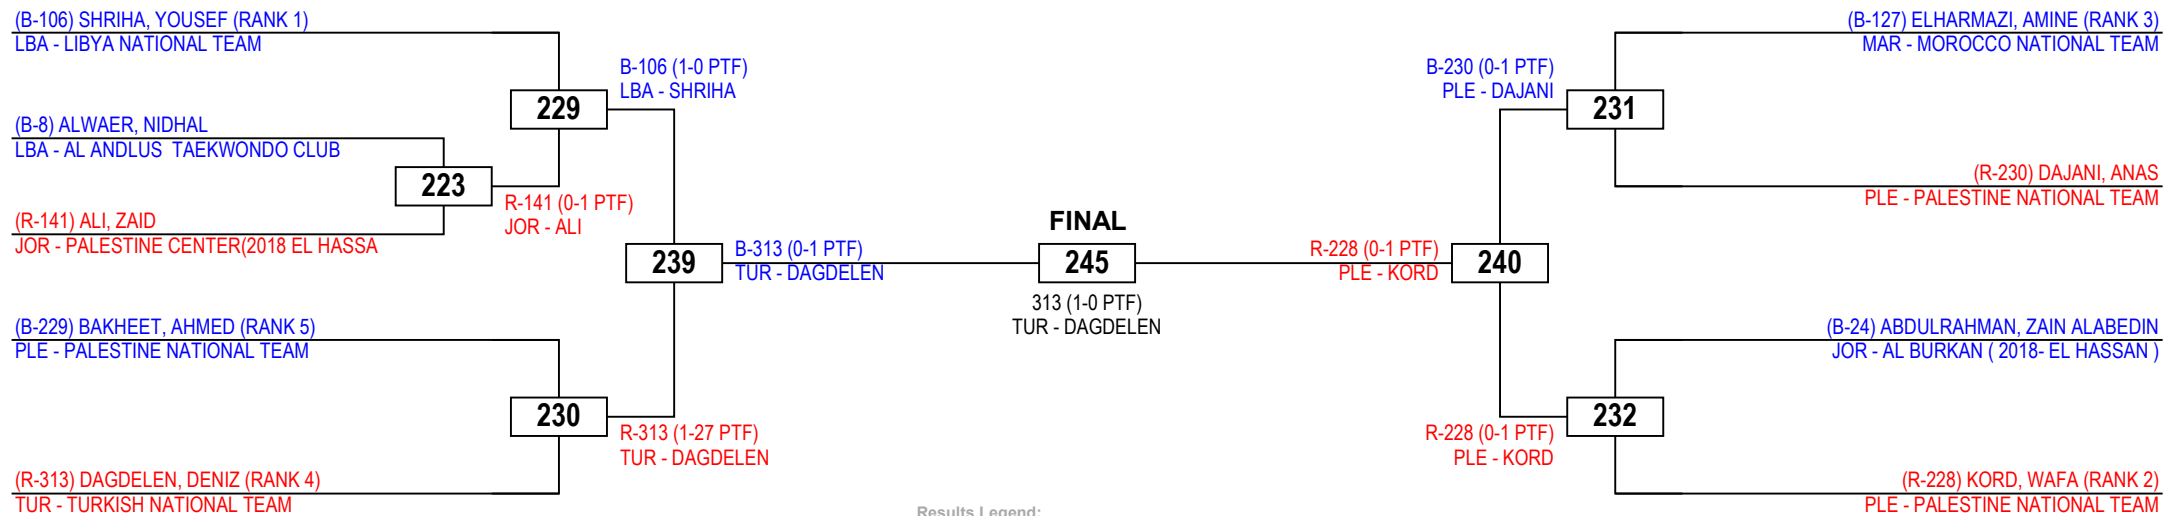 (B-106) SHRIHA, YOUSEF (RANK 1)
LBA - LIBYA NATIONAL TEAM
(B-8) ALWAER, NIDHAL
LBA - AL ANDLUS  TAEKWONDO CLUB
(R-141) ALI, ZAID
JOR - PALESTINE CENTER(2018 EL HASSA
(B-229) BAKHEET, AHMED (RANK 5)
PLE - PALESTINE NATIONAL TEAM
(R-313) DAGDELEN, DENIZ (RANK 4)
TUR - TURKISH NATIONAL TEAM
223
R-141 (0-1 PTF)
JOR - ALI
229
B-106 (1-0 PTF)
LBA - SHRIHA
230
R-313 (1-27 PTF)
TUR - DAGDELEN
239
B-313 (0-1 PTF)
TUR - DAGDELEN
FINAL
245
313 (1-0 PTF)
TUR - DAGDELEN
R-228 (0-1 PTF)
PLE - KORD
240
B-230 (0-1 PTF)
PLE - DAJANI
231
R-228 (0-1 PTF)
PLE - KORD
232
(B-127) ELHARMAZI, AMINE (RANK 3)
MAR - MOROCCO NATIONAL TEAM
(R-230) DAJANI, ANAS
PLE - PALESTINE NATIONAL TEAM
(B-24) ABDULRAHMAN, ZAIN ALABEDIN
JOR - AL BURKAN ( 2018- EL HASSAN )
(R-228) KORD, WAFA (RANK 2)
PLE - PALESTINE NATIONAL TEAM
Results Legend: